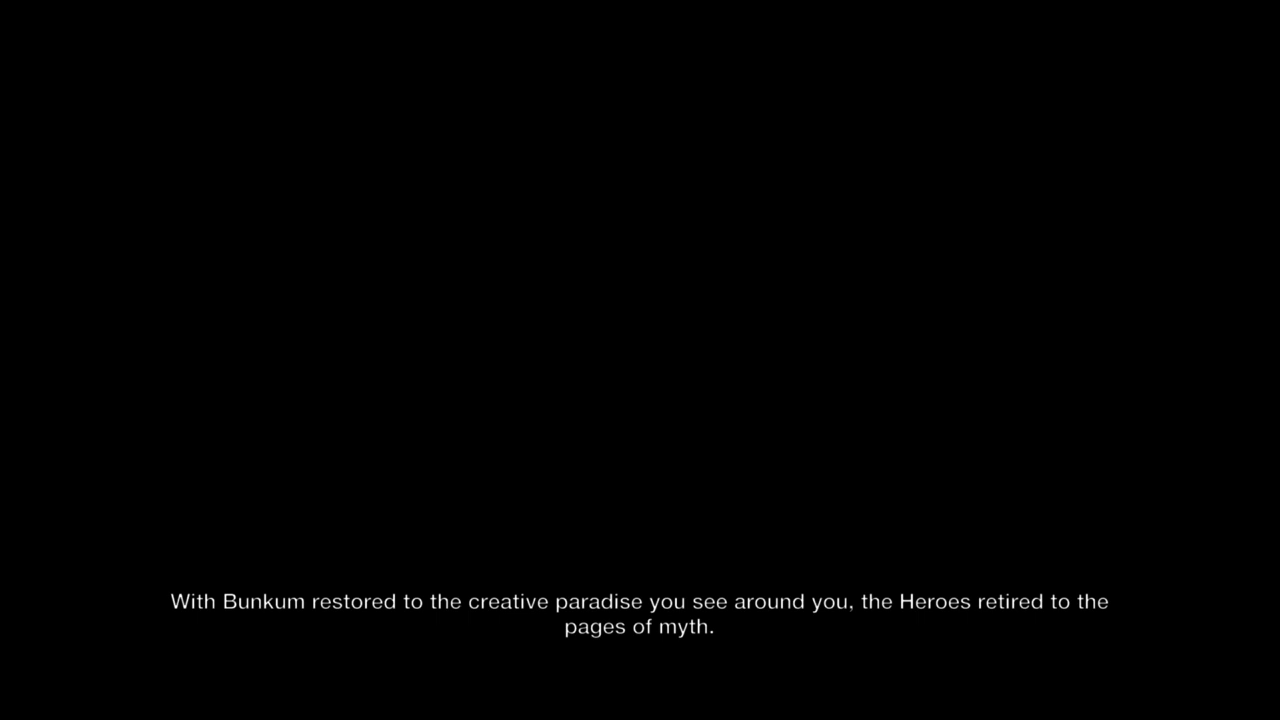 With Bunkum restored to the creative paradise you see around you, the Heroes retired to the
pages of myth.